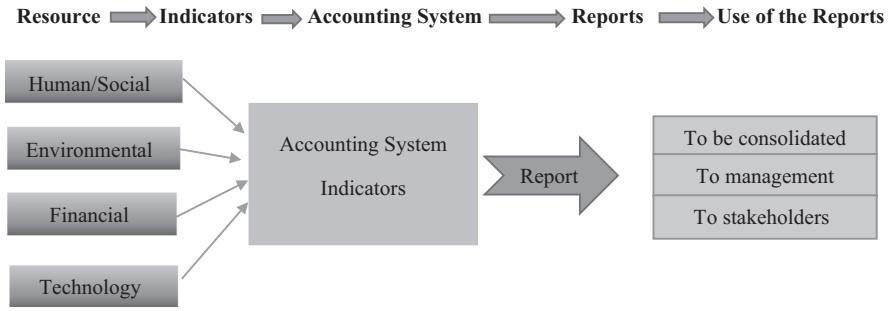 Resource Indicators Accounting System Reports Use of the Reports
Human/Social
Environmental
Financial
Technology
Accounting System
Indicators
Report
To be consolidated
To management
To stakeholders